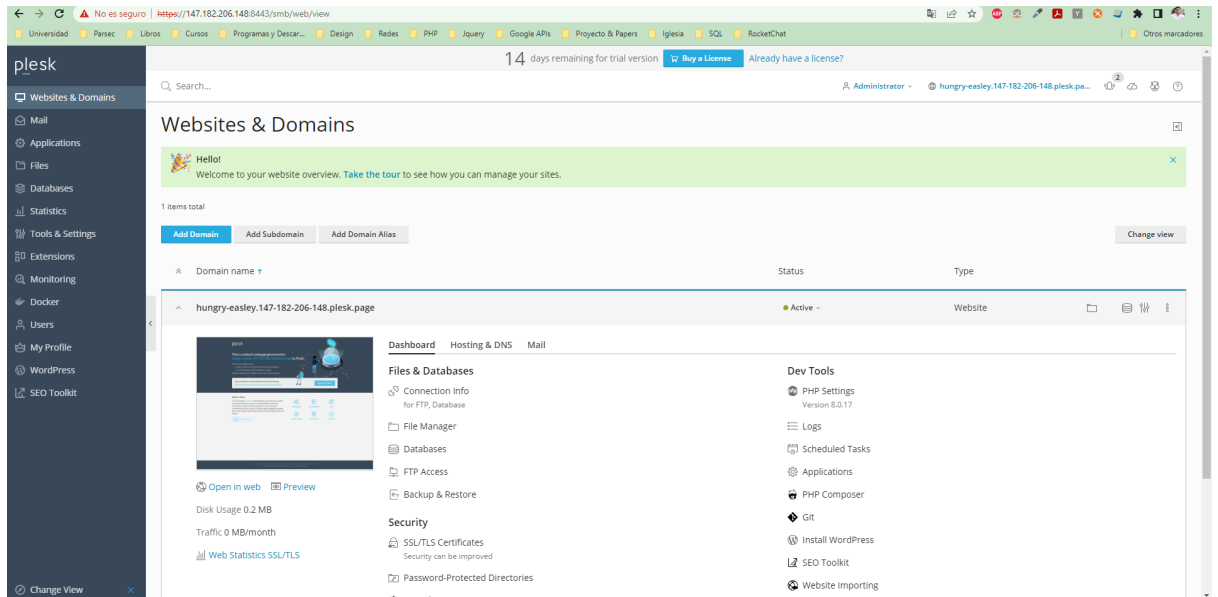 No es seguro | https://147.182.206.148:8443/smb/web/view
Universidad Parsec Libros Cursos Programas y Descar... Design Redes PHP Jquery Google APIs Proyecto & Papers Iglesia SQL RocketChat Otros marcadores
plesk
14 days remaining for trial version Buy a License Already have a license?
Search... Administrator hungry-easley.147-182-206-148.plesk.pa... 2
Websites & Domains
Mail
Applications
Files
Databases
Statistics
Tools & Settings
Extensions
Monitoring
Docker
Users
My Profile
WordPress
SEO Toolkit
Change View
Websites & Domains
Hello!
Welcome to your website overview. Take the tour to see how you can manage your sites.
1 items total
Add Domain Add Subdomain Add Domain Alias Change view
Domain name Status Type
hungry-easley.147-182-206-148.plesk.page Active Website
Open in web Preview
Disk Usage 0.2 MB
Traffic 0 MB/month
Web Statistics SSL/TLS
Dashboard Hosting & DNS Mail
Files & Databases
Connection Info
for FTP, Database
File Manager
Databases
FTP Access
Backup & Restore
Security
SSL/TLS Certificates
Security can be improved
Password-Protected Directories
Dev Tools
PHP Settings
Version 8.0.17
Logs
Scheduled Tasks
Applications
PHP Composer
Git
Install WordPress
SEO Toolkit
Website Importing